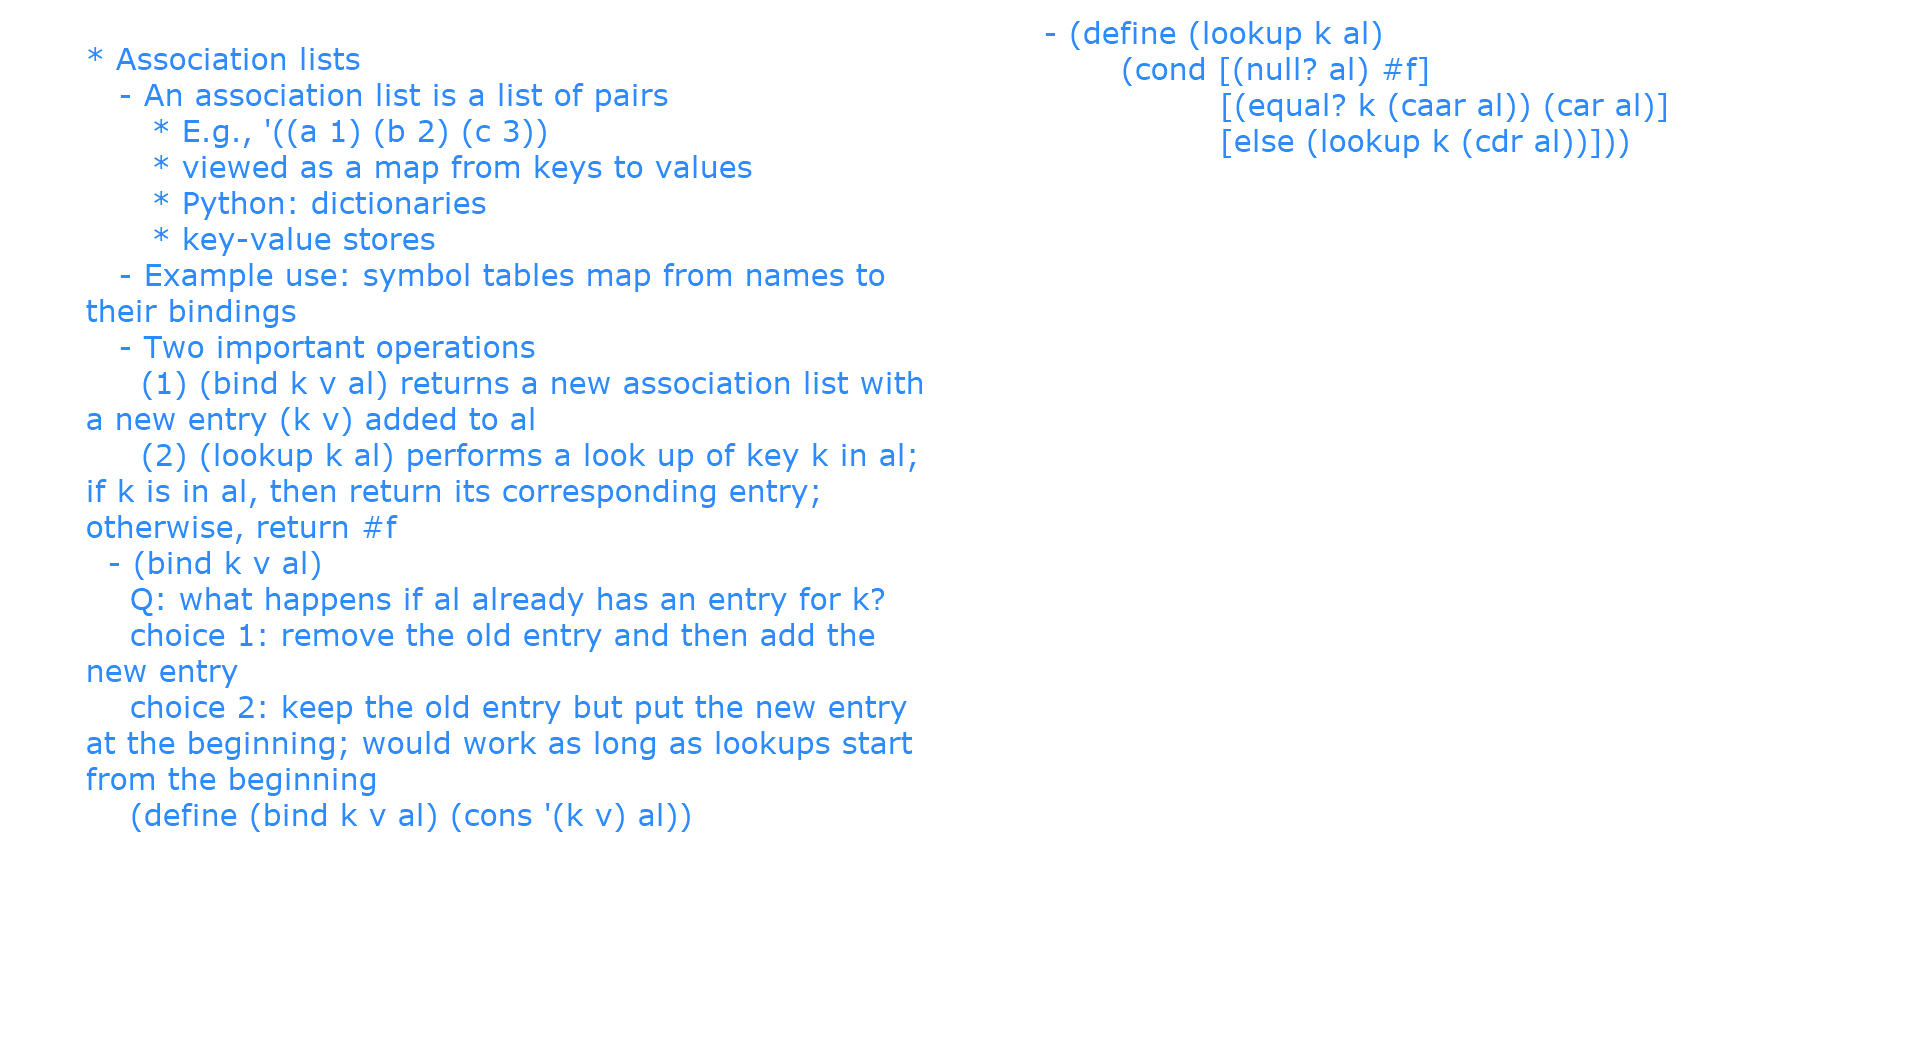 * Association lists
- An association list is a list of pairs
* E.g., '((a 1) (b 2) (c 3))
* viewed as a map from keys to values
* Python: dictionaries
* key-value stores
- Example use: symbol tables map from names to
their bindings
- Two important operations
(1) (bind k v al) returns a new association list with
a new entry (k v) added to al
(2) (lookup k al) performs a look up of key k in al;
if k is in al, then return its corresponding entry;
otherwise, return #f
- (bind k v al)
Q: what happens if al already has an entry for k?
choice 1: remove the old entry and then add the
new entry
choice 2: keep the old entry but put the new entry
at the beginning; would work as long as lookups start
from the beginning
(define (bind k v al) (cons '(k v) al))
- (define (lookup k al)
(cond [(null? al) #f]
[(equal? k (caar al)) (car al)]
[else (lookup k (cdr al))]))